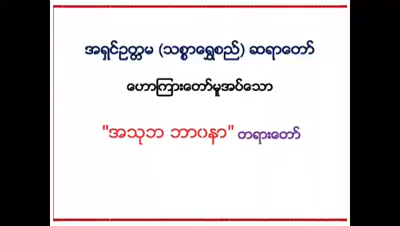 အရှင်ဥတ္တမ (သစ္စာရွှေစည်) ဆရာတော်
ဟောကြားတော်မူအပ်သော
"အသုဘ ဘာဝနာ" တရားတော်